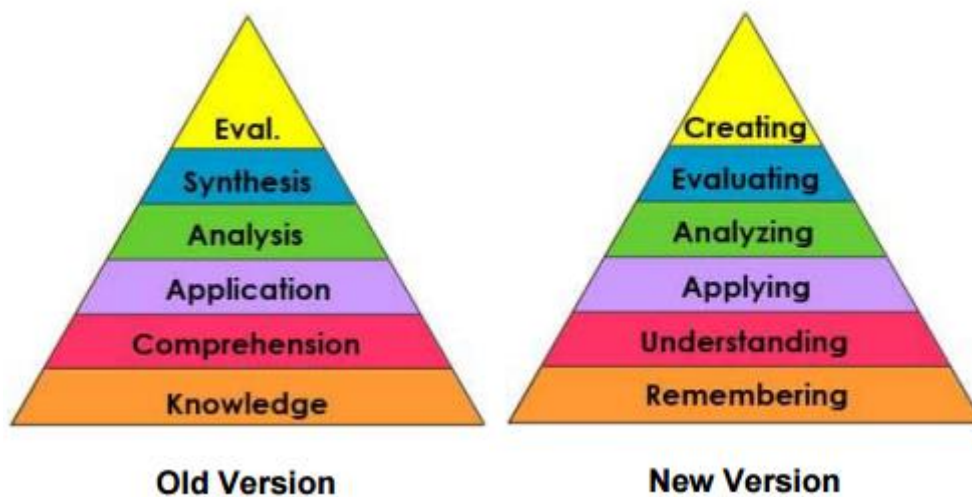 Eval.
Synthesis
Analysis
Application
Comprehension
Knowledge
Old Version
Creating
Evaluating
Analyzing
Applying
Understanding
Remembering
New Version